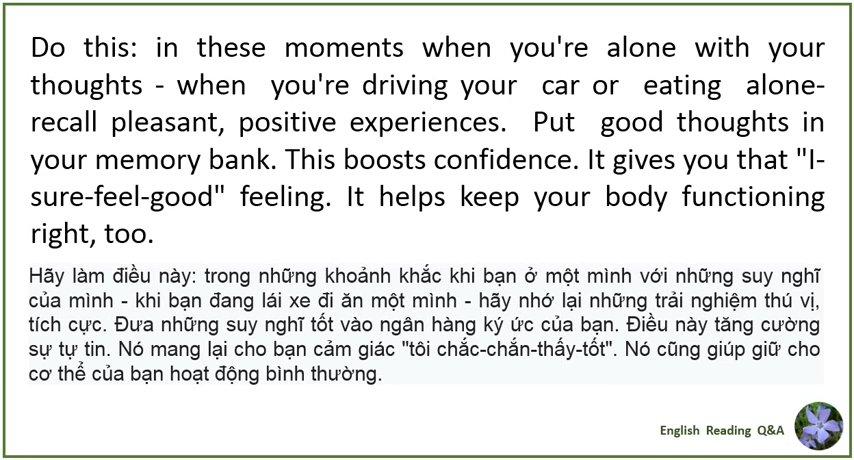 Do this: in these moments when you're alone with your
thoughts - when you're driving your car or eating alone-
recall pleasant, positive experiences. Put good thoughts in
your memory bank. This boosts confidence. It gives you that "I-
sure-feel-good" feeling. It helps keep your body functioning
right, too.
Hãy làm điều này: trong những khoảnh khắc khi bạn ở một mình với những suy nghĩ
của mình - khi bạn đang lái xe đi ăn một mình - hãy nhớ lại những trải nghiệm thú vị,
tích cực. Đưa những suy nghĩ tốt vào ngân hàng ký ức của bạn. Điều này tăng cường
sự tự tin. Nó mang lại cho bạn cảm giác "tôi chắc-chắn-thấy-tốt". Nó cũng giúp giữ cho
cơ thể của bạn hoạt động bình thường.
English Reading Q&A